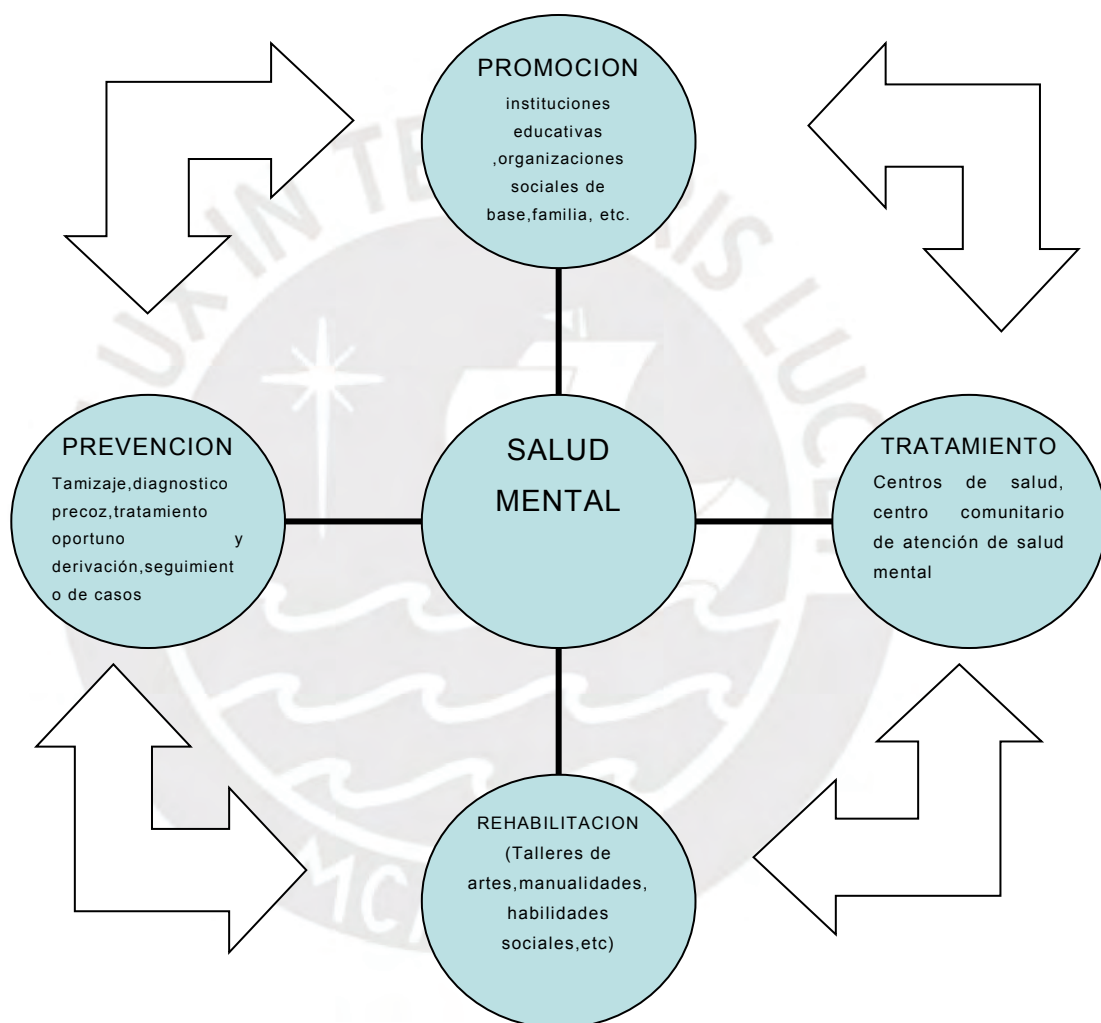 PROMOCION
instituciones
educativas
,organizaciones
sociales de
base,familia, etc.
PREVENCION
Tamizaje,diagnostico
precoz,tratamiento
oportuno y
derivación,seguimient
o de casos
SALUD
MENTAL
TRATAMIENTO
Centros de salud,
centro comunitario
de atención de salud
mental
REHABILITACION
(Talleres de
artes,manualidades,
habilidades
sociales,etc)